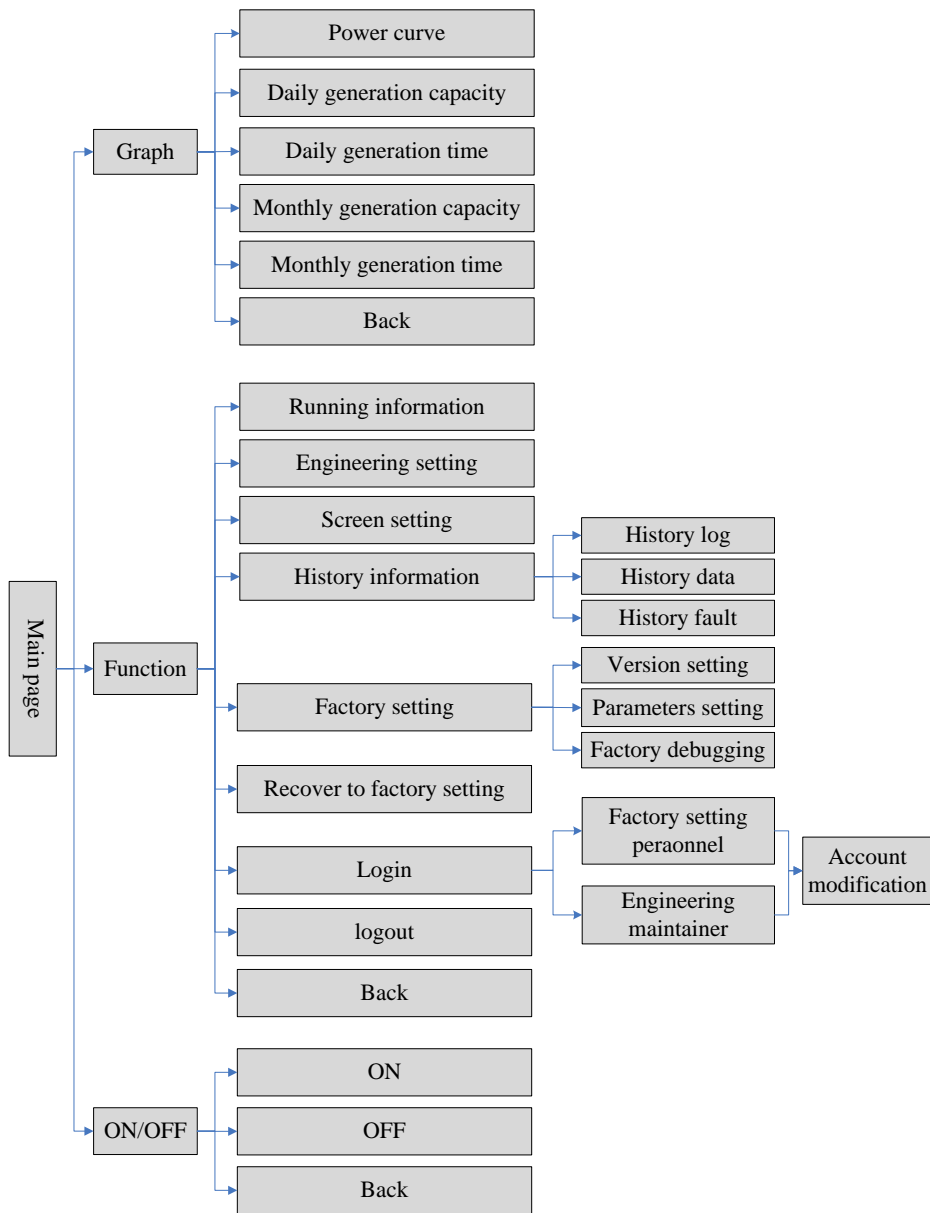 Power curve
Daily generation capacity
Graph
Daily generation time
Monthly generation capacity
Monthly generation time
Back
Running information
Engineering setting
Screen setting
History information
History log
History data
History fault
Main page
Function
Factory setting
Version setting
Parameters setting
Factory debugging
Recover to factory setting
Login
Factory setting
peraonnel
Engineering
maintainer
Account
modification
logout
Back
ON/OFF
ON
OFF
Back